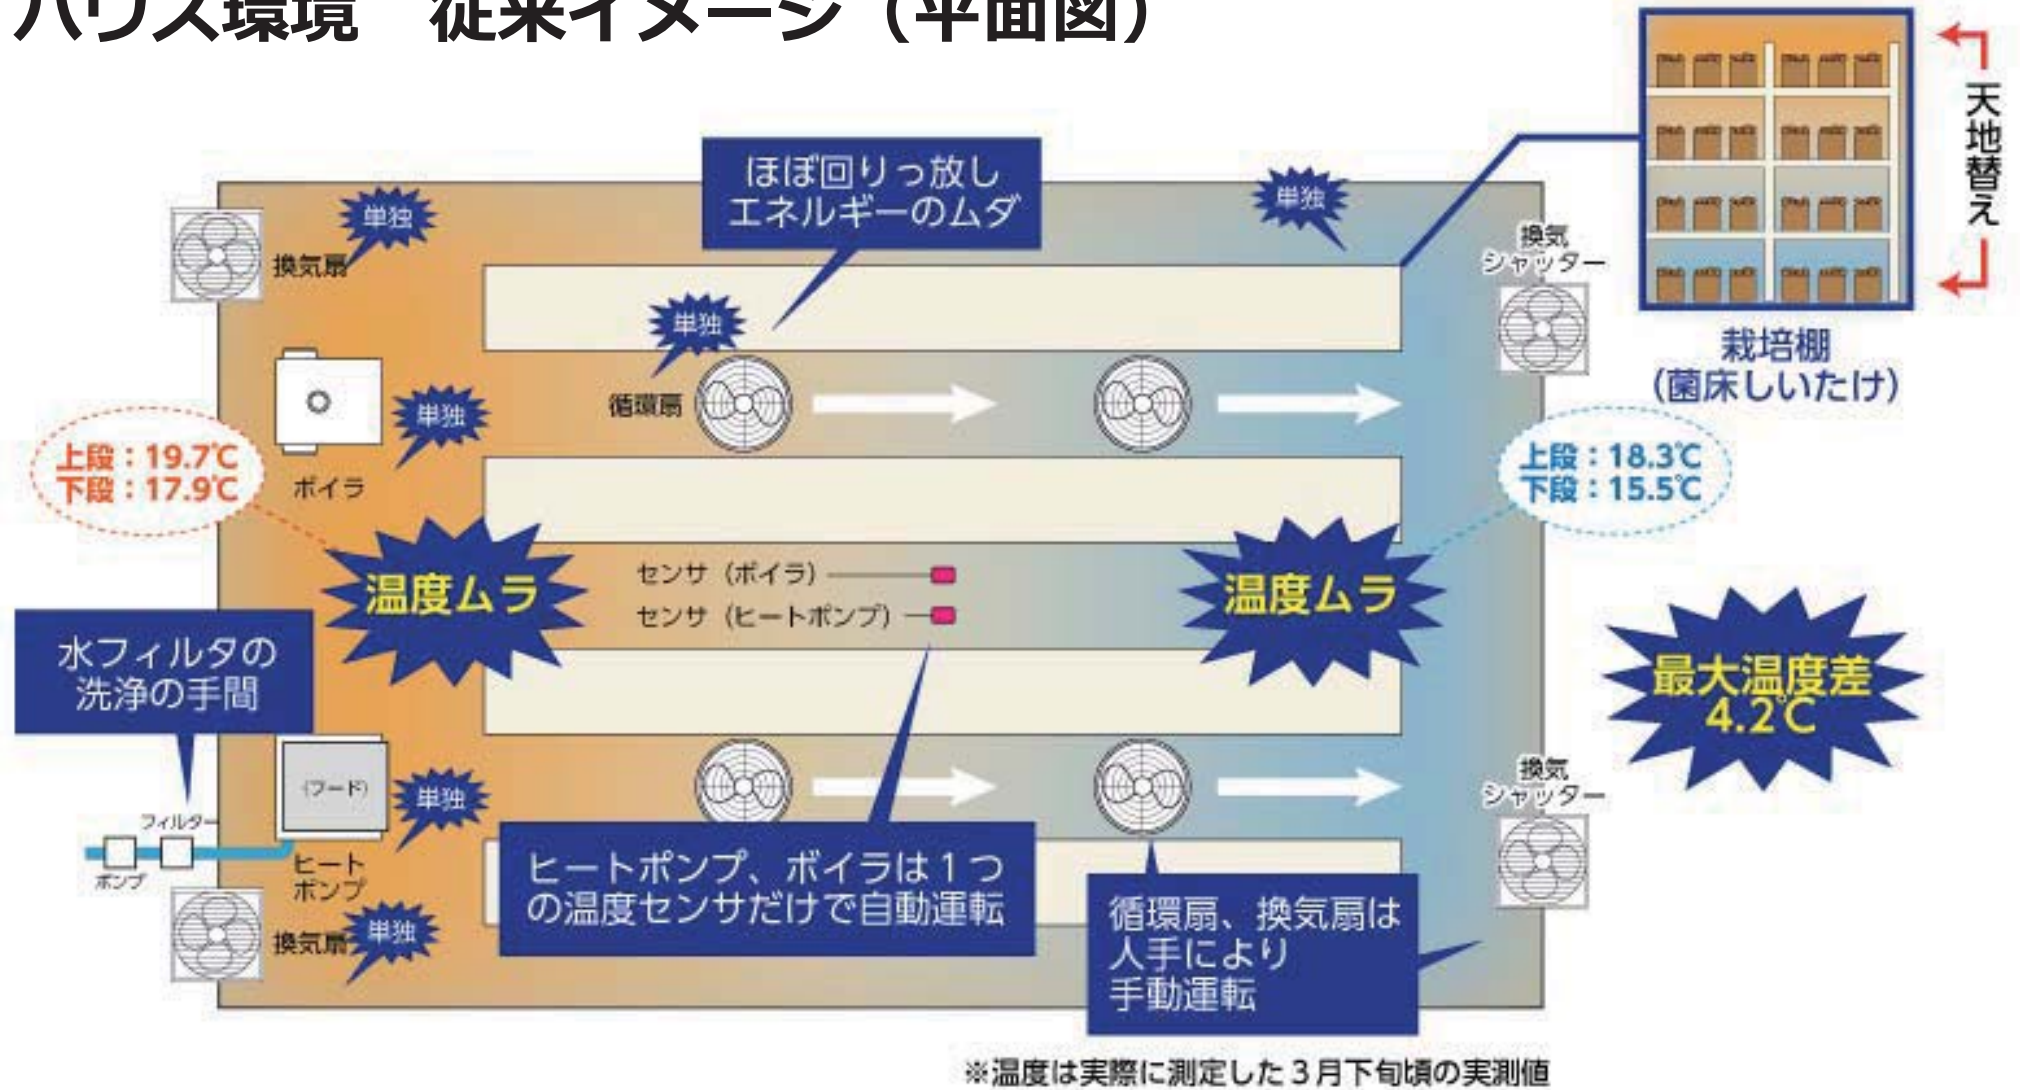 ハウス環境　従来イメージ（平面図）
天地替え
ほぼ回りっ放し
エネルギーのムダ
単独
単独
換気扇
換気
シャッター
単独
栽培棚
（菌床しいたけ）
循環扇
単独
上段：19.7℃
下段：17.9℃
ボイラ
上段：18.3℃
下段：15.5℃
温度ムラ
センサ（ボイラ）
センサ（ヒートポンプ）
温度ムラ
水フィルタの
洗浄の手間
最大温度差
4.2℃
（フード）
単独
換気
シャッター
フィルター
ポンプ
ヒート
ポンプ
ヒートポンプ、ボイラは１つ
の温度センサだけで自動運転
換気扇
単独
循環扇、換気扇は
人手により
手動運転
※温度は実際に測定した３月下旬頃の実測値